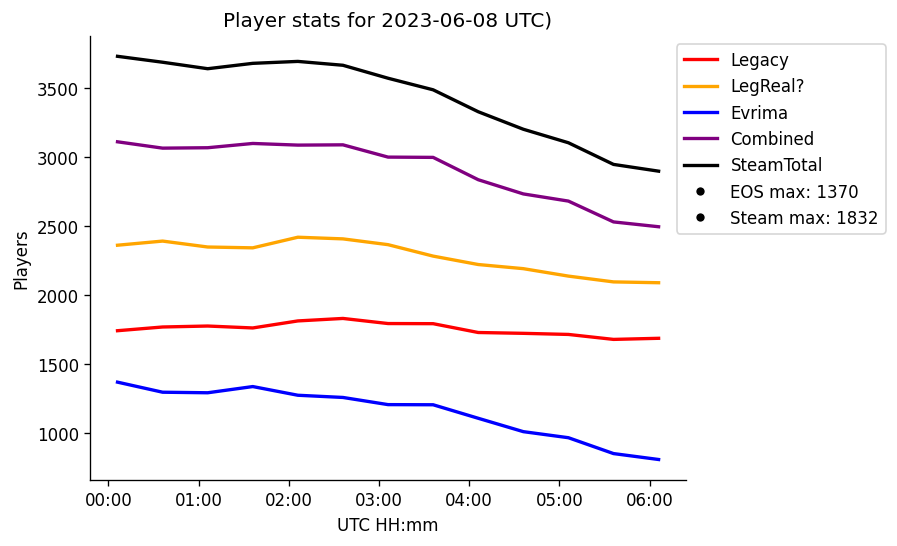 Player stats for 2023-06-08 UTC)
Legacy
LegReal?
Evrima
Combined
SteamTotal
EOS max: 1370
Steam max: 1832
Players
3500
3000
2500
2000
1500
1000
00:00 01:00 02:00 03:00 04:00 05:00 06:00
UTC HH:mm